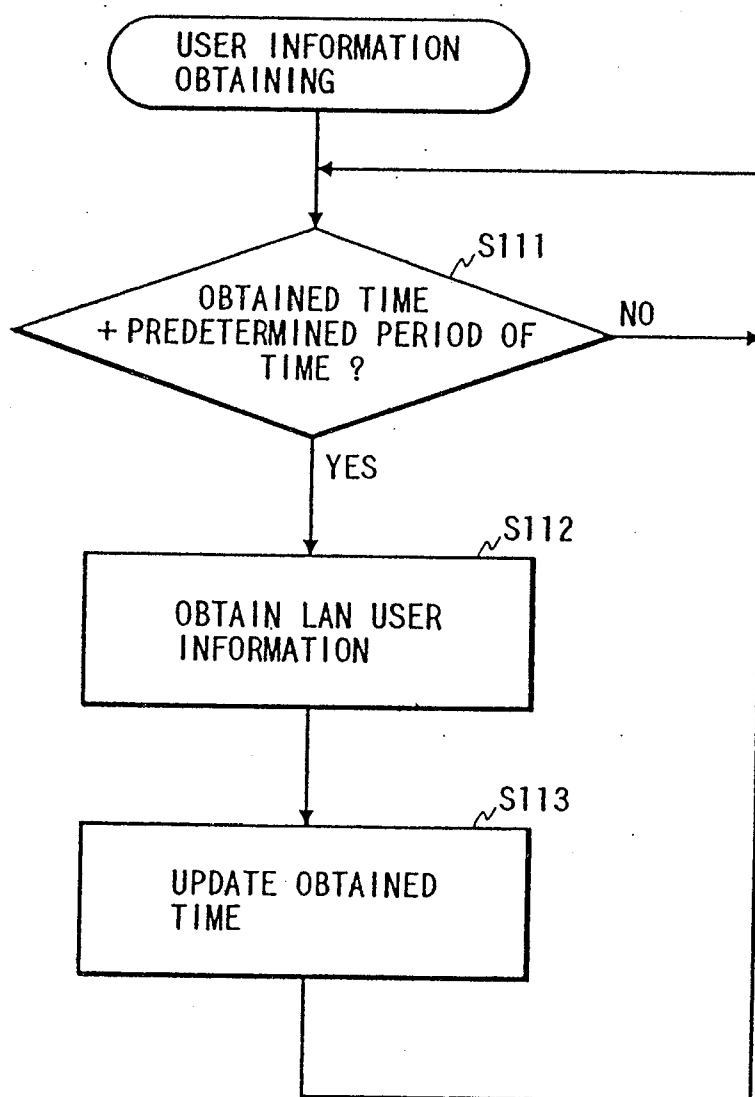 USER INFORMATION
OBTAINING
S111
OBTAINED TIME
+ PREDETERMINED PERIOD OF
TIME ?
NO
YES
S112
OBTAIN LAN USER
INFORMATION
S113
UPDATE OBTAINED
TIME